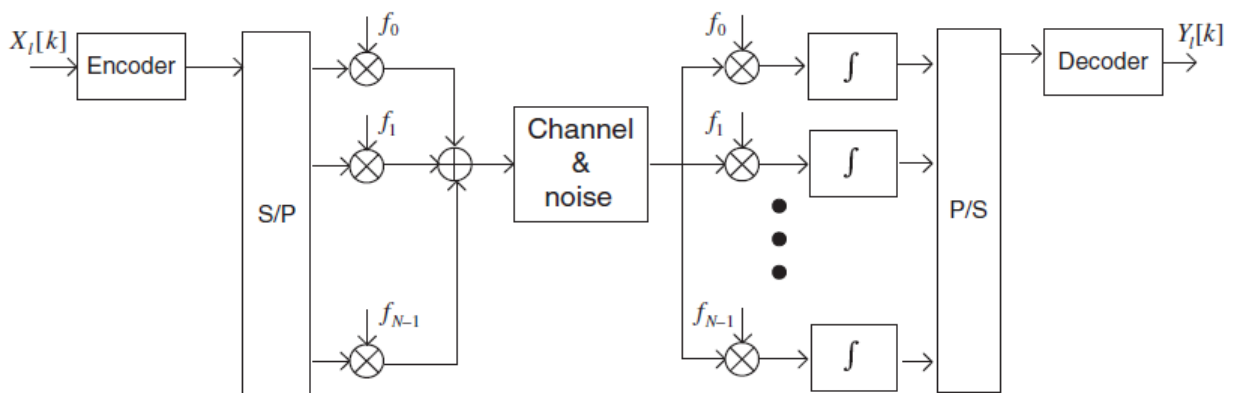 X_l[k]
Encoder
S/P
f_0
f_1
f_{N-1}
Channel
&
noise
f_0
f_1
f_{N-1}
∫
∫
∫
P/S
Decoder
Y_l[k]